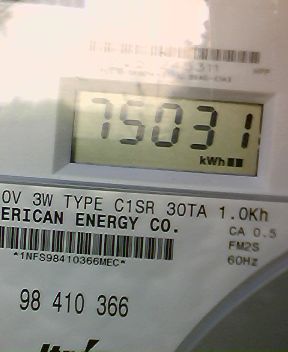 75031
kWh
0V 3W TYPE C1SR 30TA 1.0Kh
ERICAN ENERGY CO.
CA 0.5
FM2S
*1NFS98410366MEC*
60Hz
98 410 366